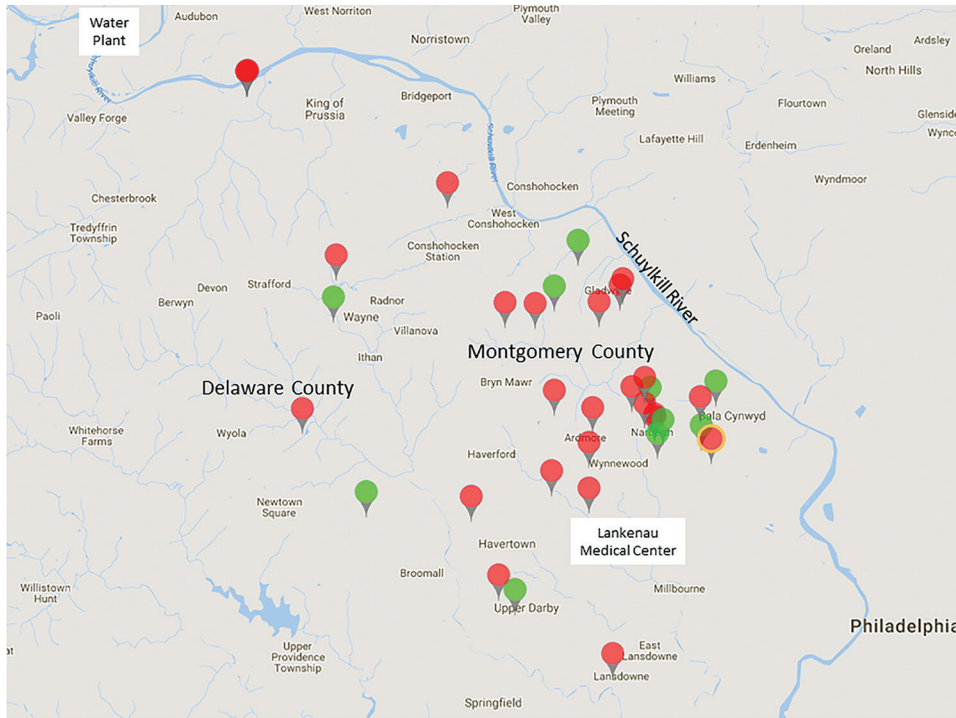 Water
Plant
Audubon
West Norriton
Plymouth
Valley
Norristown
Ardsley
Oreland
North Hills
Schuylkill River
King of
Prussia
Bridgeport
Williams
Plymouth
Meeting
Flourtown
Glenside
Valley Forge
Lafayette Hill
Erdenheim
Schuylkill River
Wyndmoor
Chesterbrook
Conshohocken
West
Conshohocken
Tredyffrin
Township
Conshohocken
Station
Schuylkill River
Devon
Strafford
Berwyn
Radnor
Paoli
Wayne
Villanova
Ithan
Montgomery County
Delaware County
Bryn Mawr
Bala Cynwyd
Whitehorse
Farms
Wyola
Ardmore
Haverford
Wynnewood
Newtown
Square
Lankenau
Medical Center
Havertown
Broomall
Millbourne
Willistown
Hunt
Upper Darby
Philadelphia
Upper
Providence
Township
East
Lansdowne
Lansdowne
Springfield